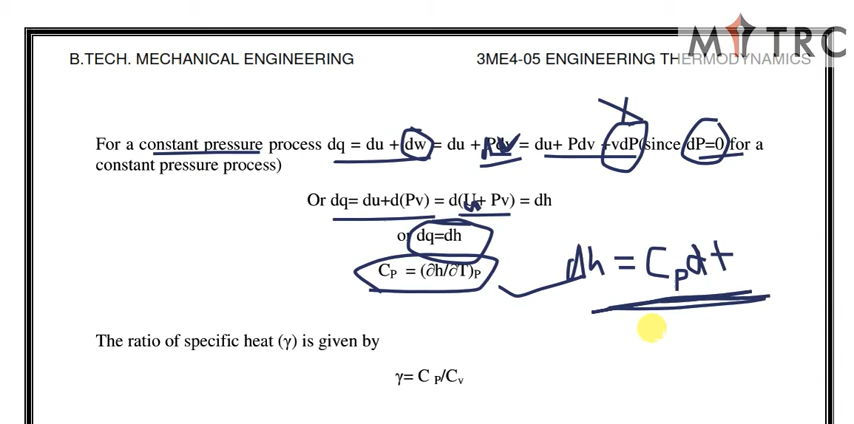 MITRC
B.TECH. MECHANICAL ENGINEERING 3ME4-05 ENGINEERING THERMODYNAMICS
For a constant pressure process dq = du + dw = du + Pdv = du+ Pdv +vdP(since dP=0) for a
constant pressure process)
Or dq= du+d(Pv) = d(U+ Pv) = dh
or dq=dh
dh = Cpdt
CP = (∂h/∂T)P
The ratio of specific heat (γ) is given by
γ= C P/Cv